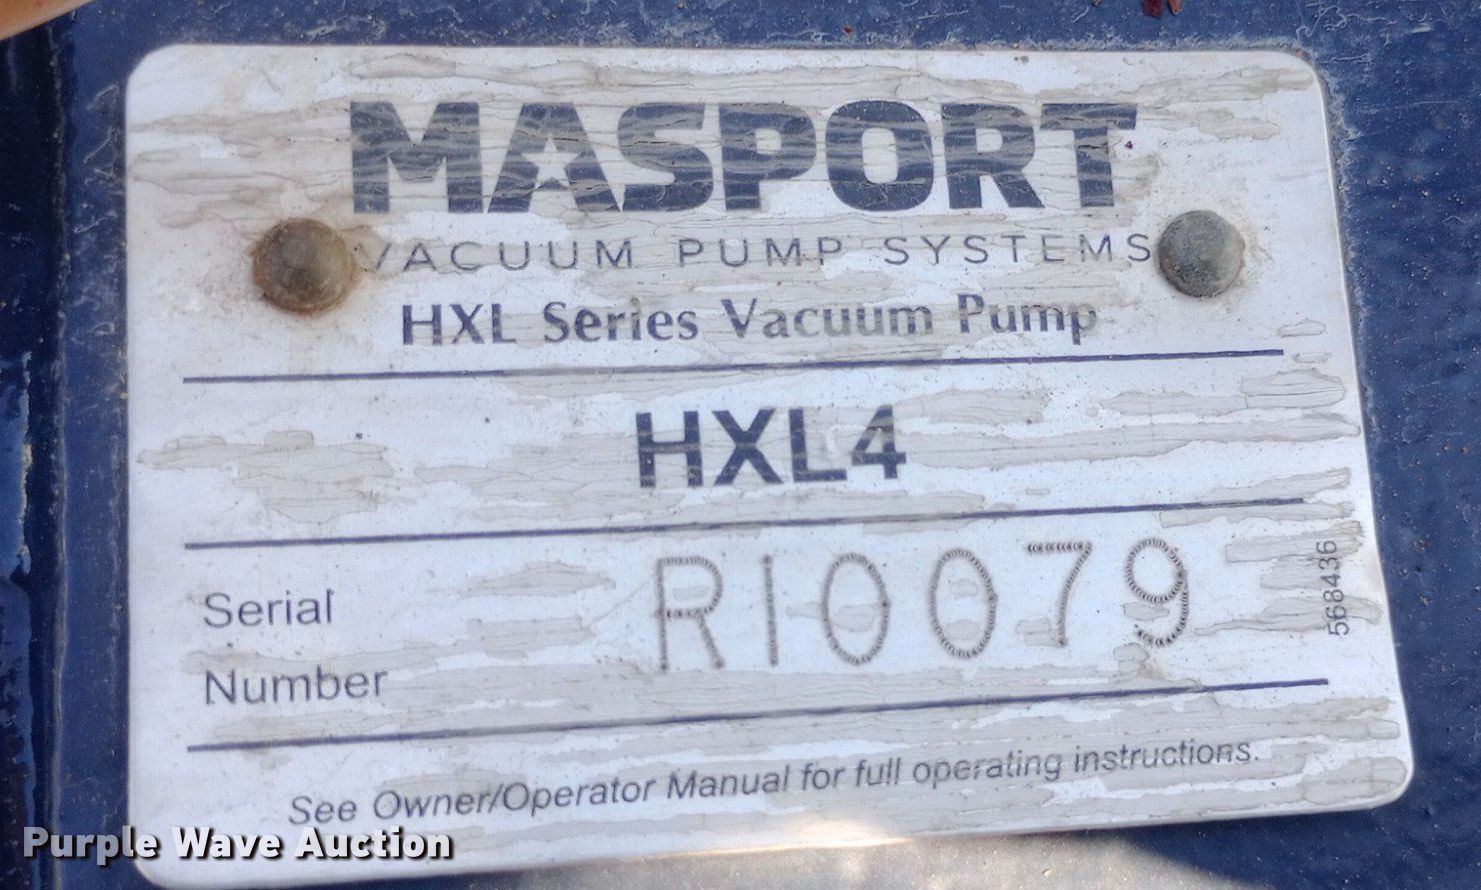 MASPORT
VACUUM PUMP SYSTEMS
HXL Series Vacuum Pump
HXL4
Serial
Number
R10079
568436
See Owner/Operator Manual for full operating instructions.
Purple Wave Auction